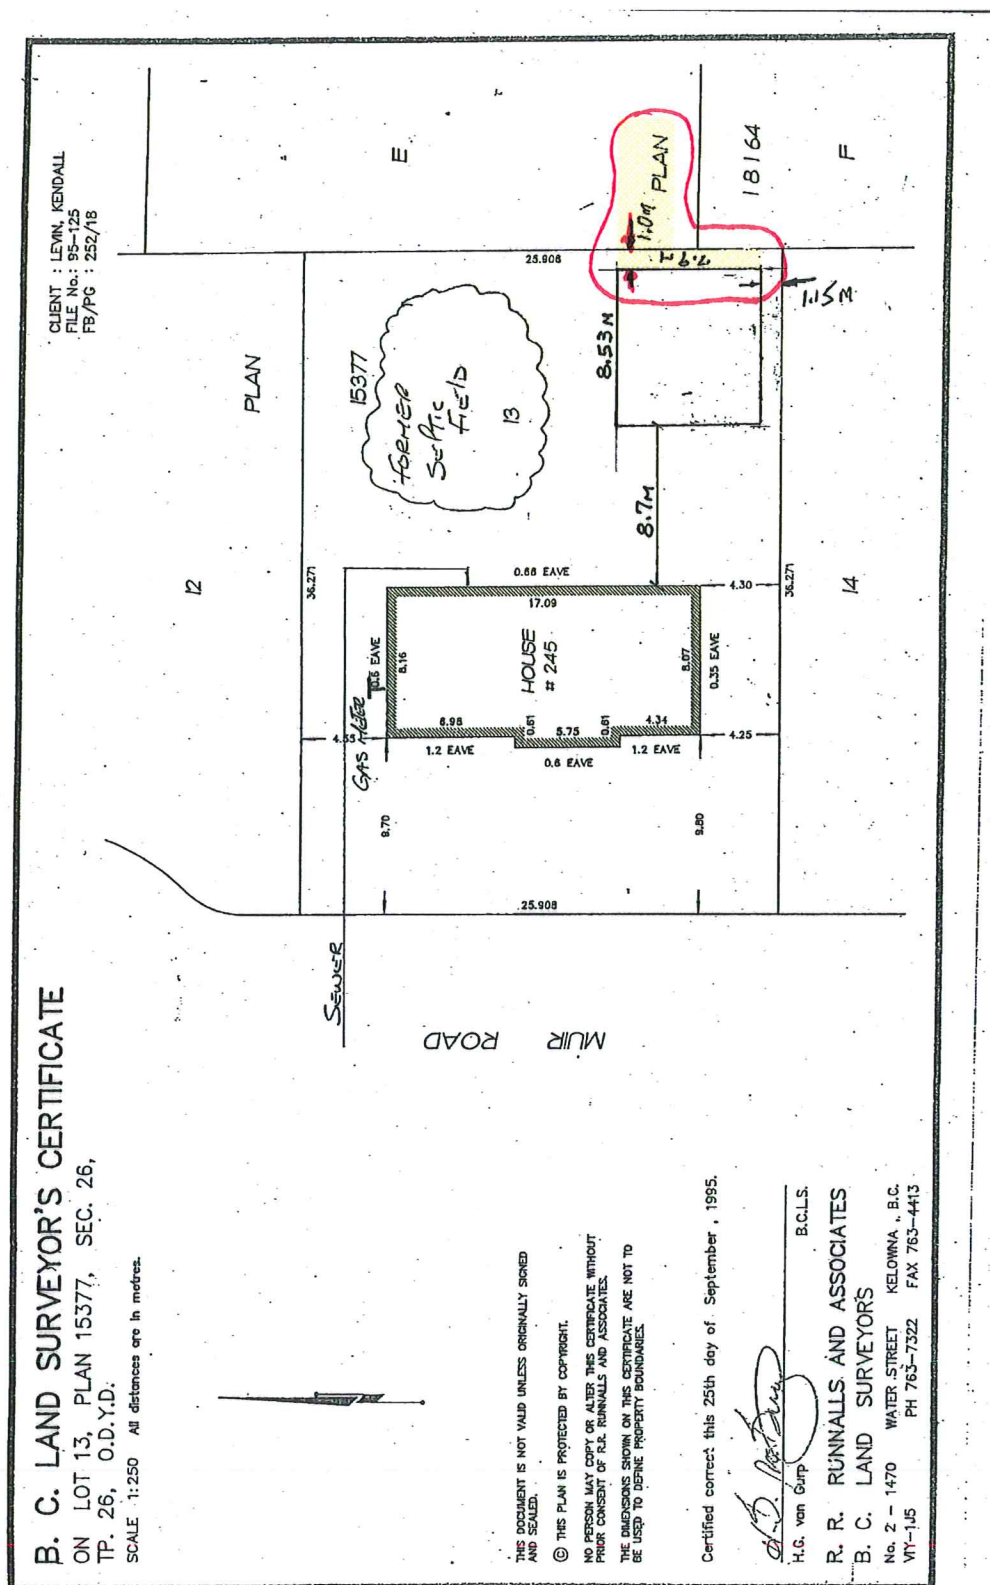 B. C. LAND SURVEYOR'S CERTIFICATE
ON LOT 13, PLAN 15377, SEC. 26,
TP. 26, O.D.Y.D.
SCALE 1:250 All distances are in metres.
CLIENT : LEVIN, KENDALL
FILE No.: 95-125
FB/PG : 252/18
12
PLAN
E
36.271
15377
FORMER
SEPTIC
FIELD
13
25.908
SEWER
GAS METER
4.55
0.6 EAVE
8.16
9.70
6.98
1.2 EAVE
0.61
5.75
0.6 EAVE
0.61
4.34
1.2 EAVE
HOUSE
# 245
17.09
0.68 EAVE
8.07
0.35 EAVE
9.80
4.25
4.30
36.271
25.908
8.7M
8.53M
1.0M
PLAN
18164
1.15M
F
14
MUIR ROAD
THIS DOCUMENT IS NOT VALID UNLESS ORIGINALLY SIGNED
AND SEALED.
© THIS PLAN IS PROTECTED BY COPYRIGHT.
NO PERSON MAY COPY OR ALTER THIS CERTIFICATE WITHOUT
PRIOR CONSENT OF R.R. RUNNALLS AND ASSOCIATES.
THE DIMENSIONS SHOWN ON THIS CERTIFICATE ARE NOT TO
BE USED TO DEFINE PROPERTY BOUNDARIES.
Certified correct this 25th day of September , 1995.
H.G. van Gurp B.C.L.S.
R. R. RUNNALLS AND ASSOCIATES
B. C. LAND SURVEYOR'S
No. 2 - 1470 WATER STREET KELOWNA , B.C.
V1Y-1J5 PH 763-7322 FAX 763-4413